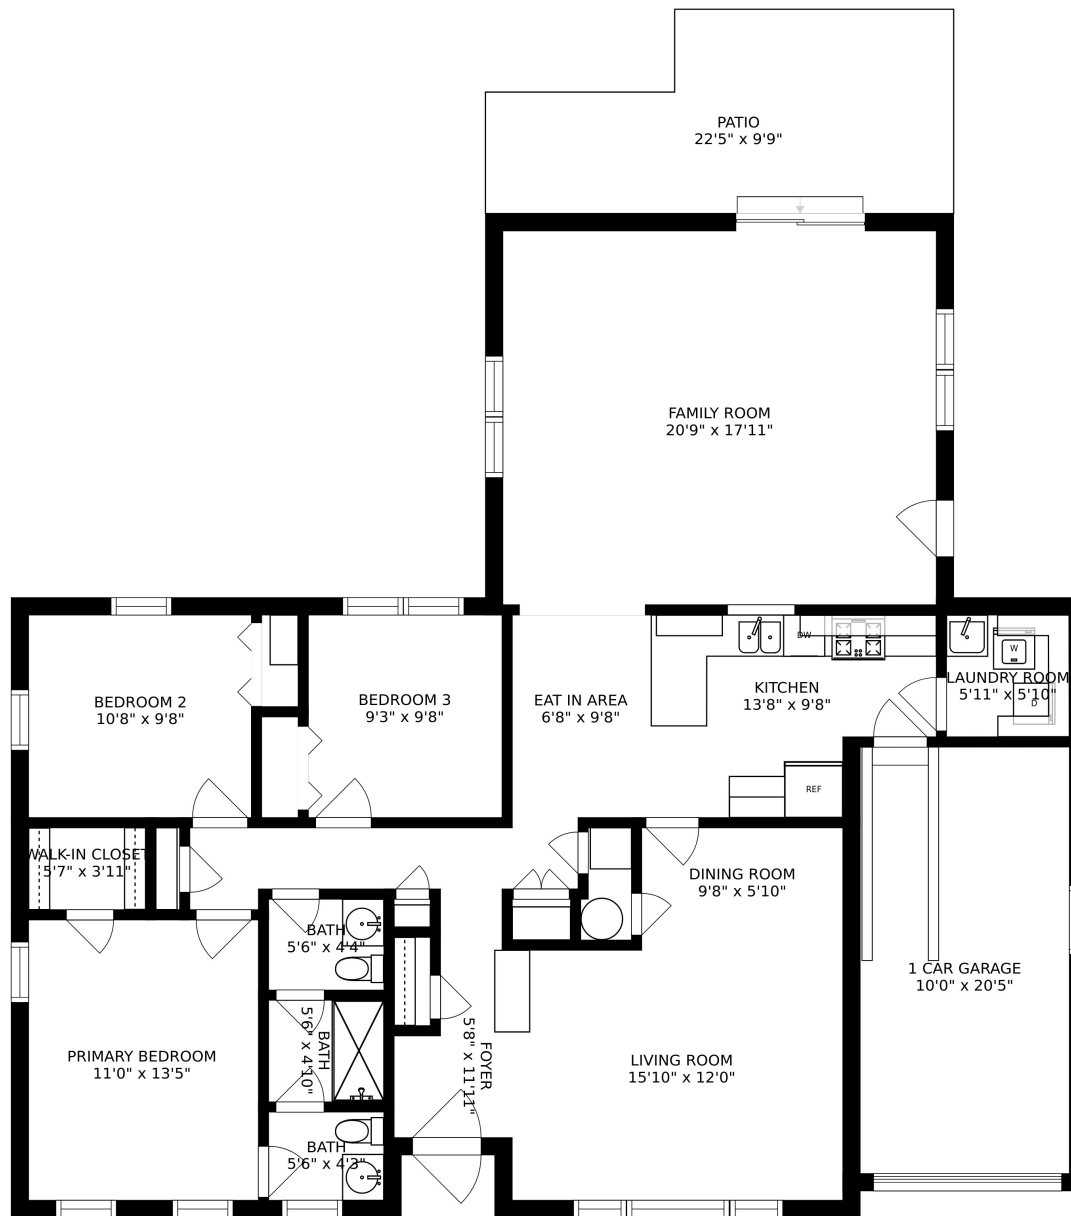 PATIO
22'5" x 9'9"
FAMILY ROOM
20'9" x 17'11"
BEDROOM 2
10'8" x 9'8"
BEDROOM 3
9'3" x 9'8"
EAT IN AREA
6'8" x 9'8"
DW
KITCHEN
13'8" x 9'8"
W
LAUNDRY ROOM
5'11" x 5'10"
D
REF
WALK-IN CLOSET
5'7" x 3'11"
DINING ROOM
9'8" x 5'10"
BATH
5'6" x 4'4"
1 CAR GARAGE
10'0" x 20'5"
PRIMARY BEDROOM
11'0" x 13'5"
BATH
5'6" x 4'10"
FOYER
5'8" x 11'11"
LIVING ROOM
15'10" x 12'0"
BATH
5'6" x 4'3"